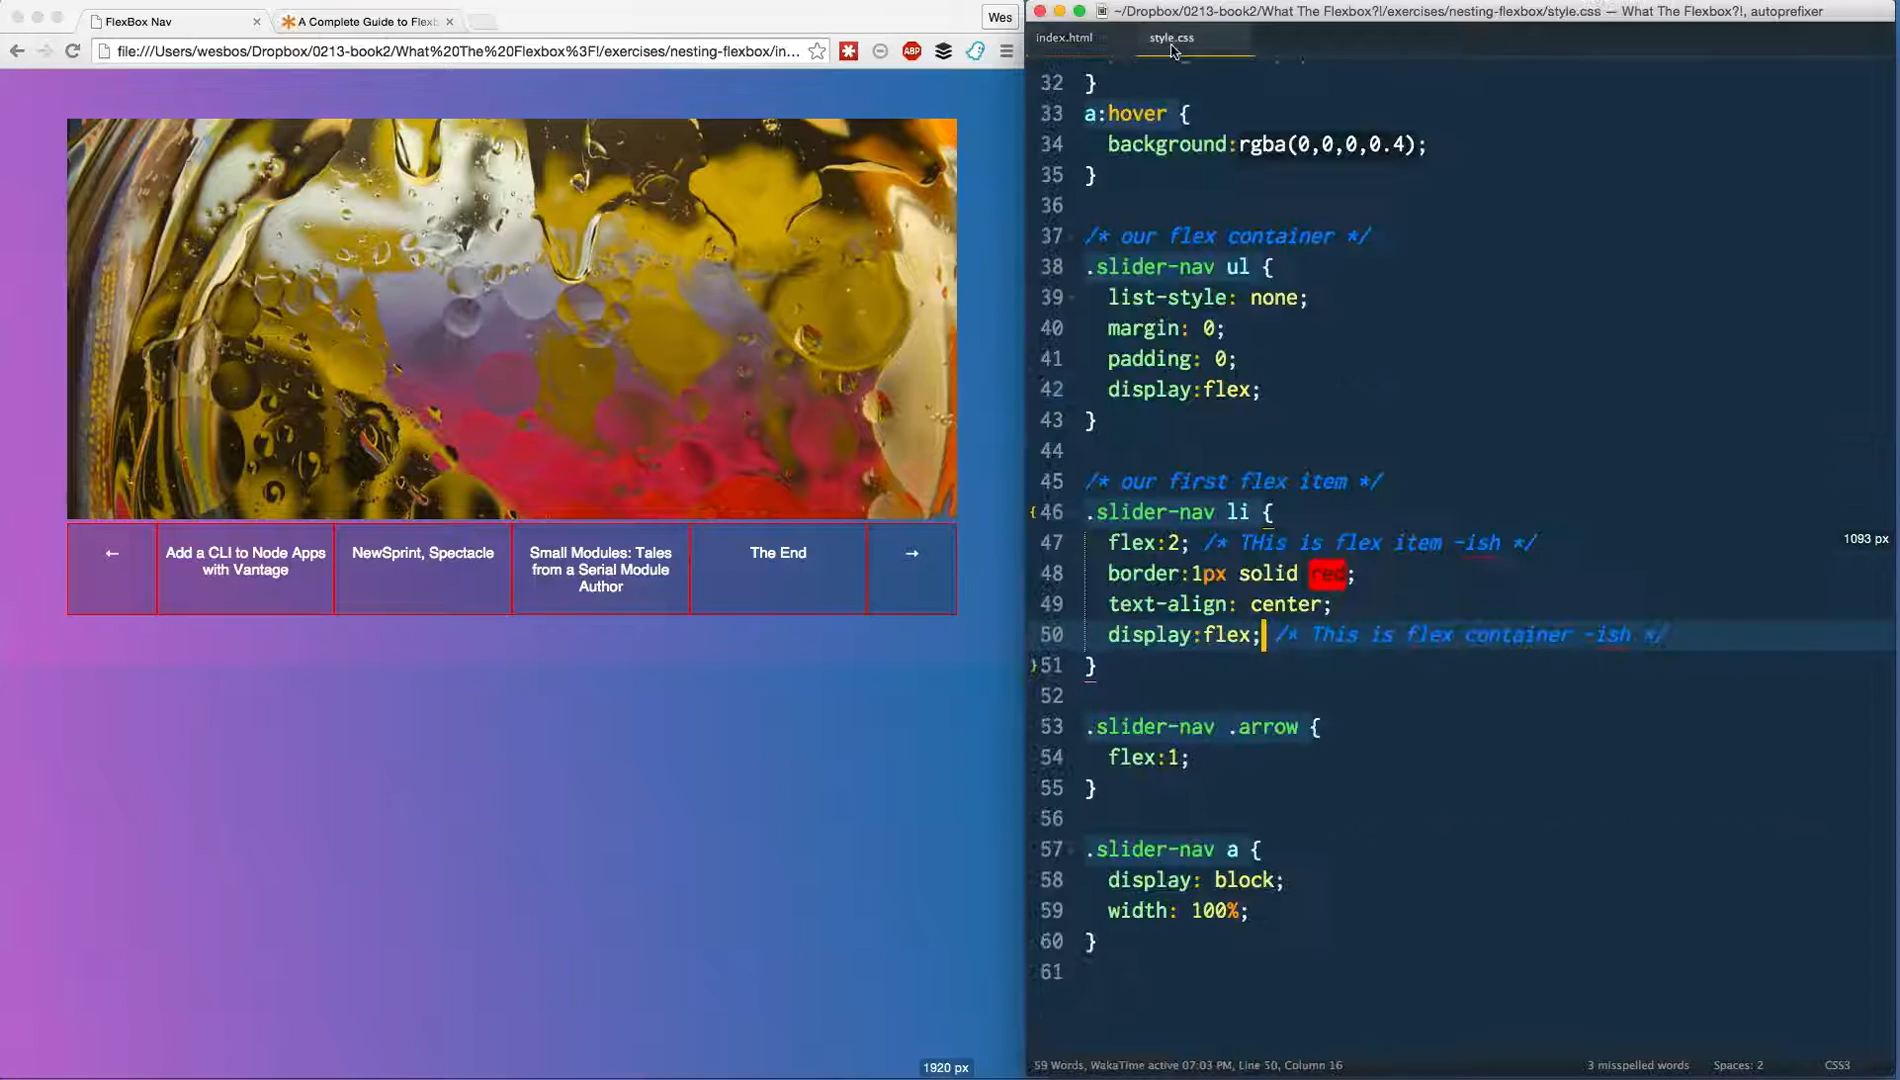 FlexBox Nav
A Complete Guide to Flexb
Wes
file:///Users/wesbos/Dropbox/0213-book2/What%20The%20Flexbox%3F!/exercises/nesting-flexbox/in...
ABP
←
Add a CLI to Node Apps
with Vantage
NewSprint, Spectacle
Small Modules: Tales
from a Serial Module
Author
The End
→
1920 px
~/Dropbox/0213-book2/What The Flexbox?!/exercises/nesting-flexbox/style.css — What The Flexbox?!, autoprefixer
index.html
style.css
32 }
33 a:hover {
34 background:rgba(0,0,0,0.4);
35 }
36
37 /* our flex container */
38 .slider-nav ul {
39 list-style: none;
40 margin: 0;
41 padding: 0;
42 display:flex;
43 }
44
45 /* our first flex item */
46 .slider-nav li {
47 flex:2; /* THis is flex item -ish */
48 border:1px solid red;
49 text-align: center;
50 display:flex; /* This is flex container -ish */
51 }
52
53 .slider-nav .arrow {
54 flex:1;
55 }
56
57 .slider-nav a {
58 display: block;
59 width: 100%;
60 }
61
1093 px
59 Words, WakaTime active 07:03 PM, Line 50, Column 16
3 misspelled words
Spaces: 2
CSS3